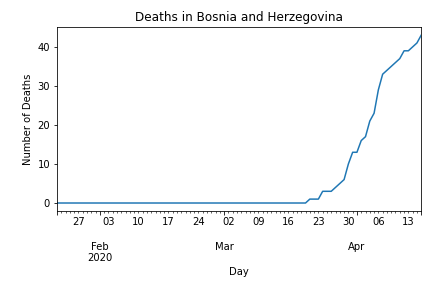 Deaths in Bosnia and Herzegovina
Number of Deaths
40
30
20
10
0
27 03 10 17 24 02 09 16 23 30 06 13
Feb Mar Apr
2020
Day